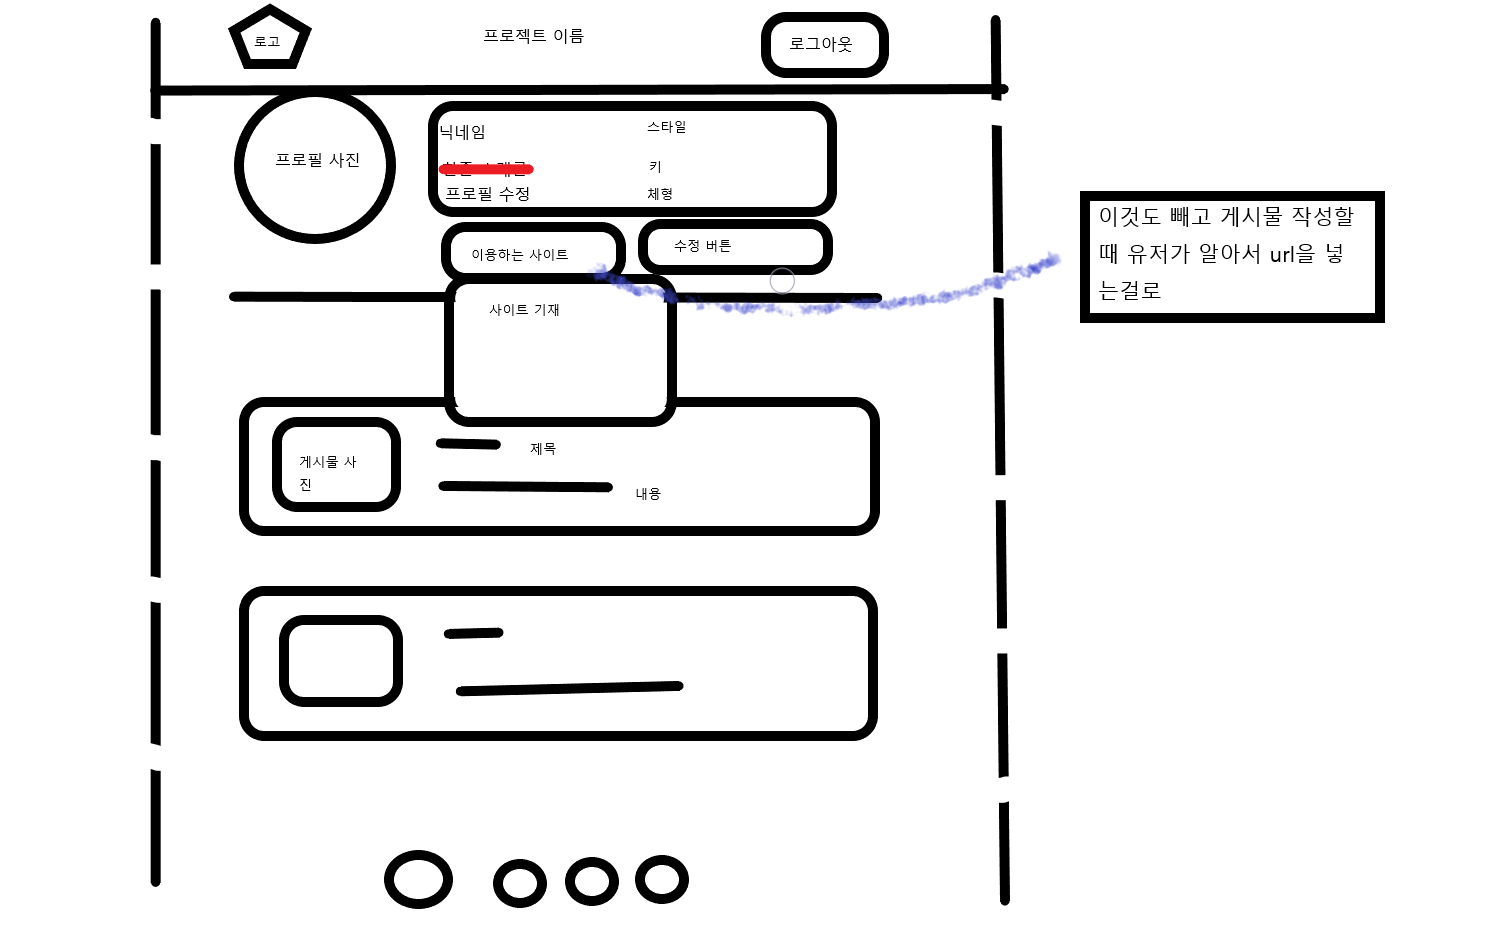 로고
프로젝트 이름
로그아웃
프로필 사진
닉네임
스타일
키
프로필 수정
체형
이용하는 사이트
수정 버튼
사이트 기재
이것도 빼고 게시물 작성할
때 유저가 알아서 url을 넣
는걸로
게시물 사
진
제목
내용